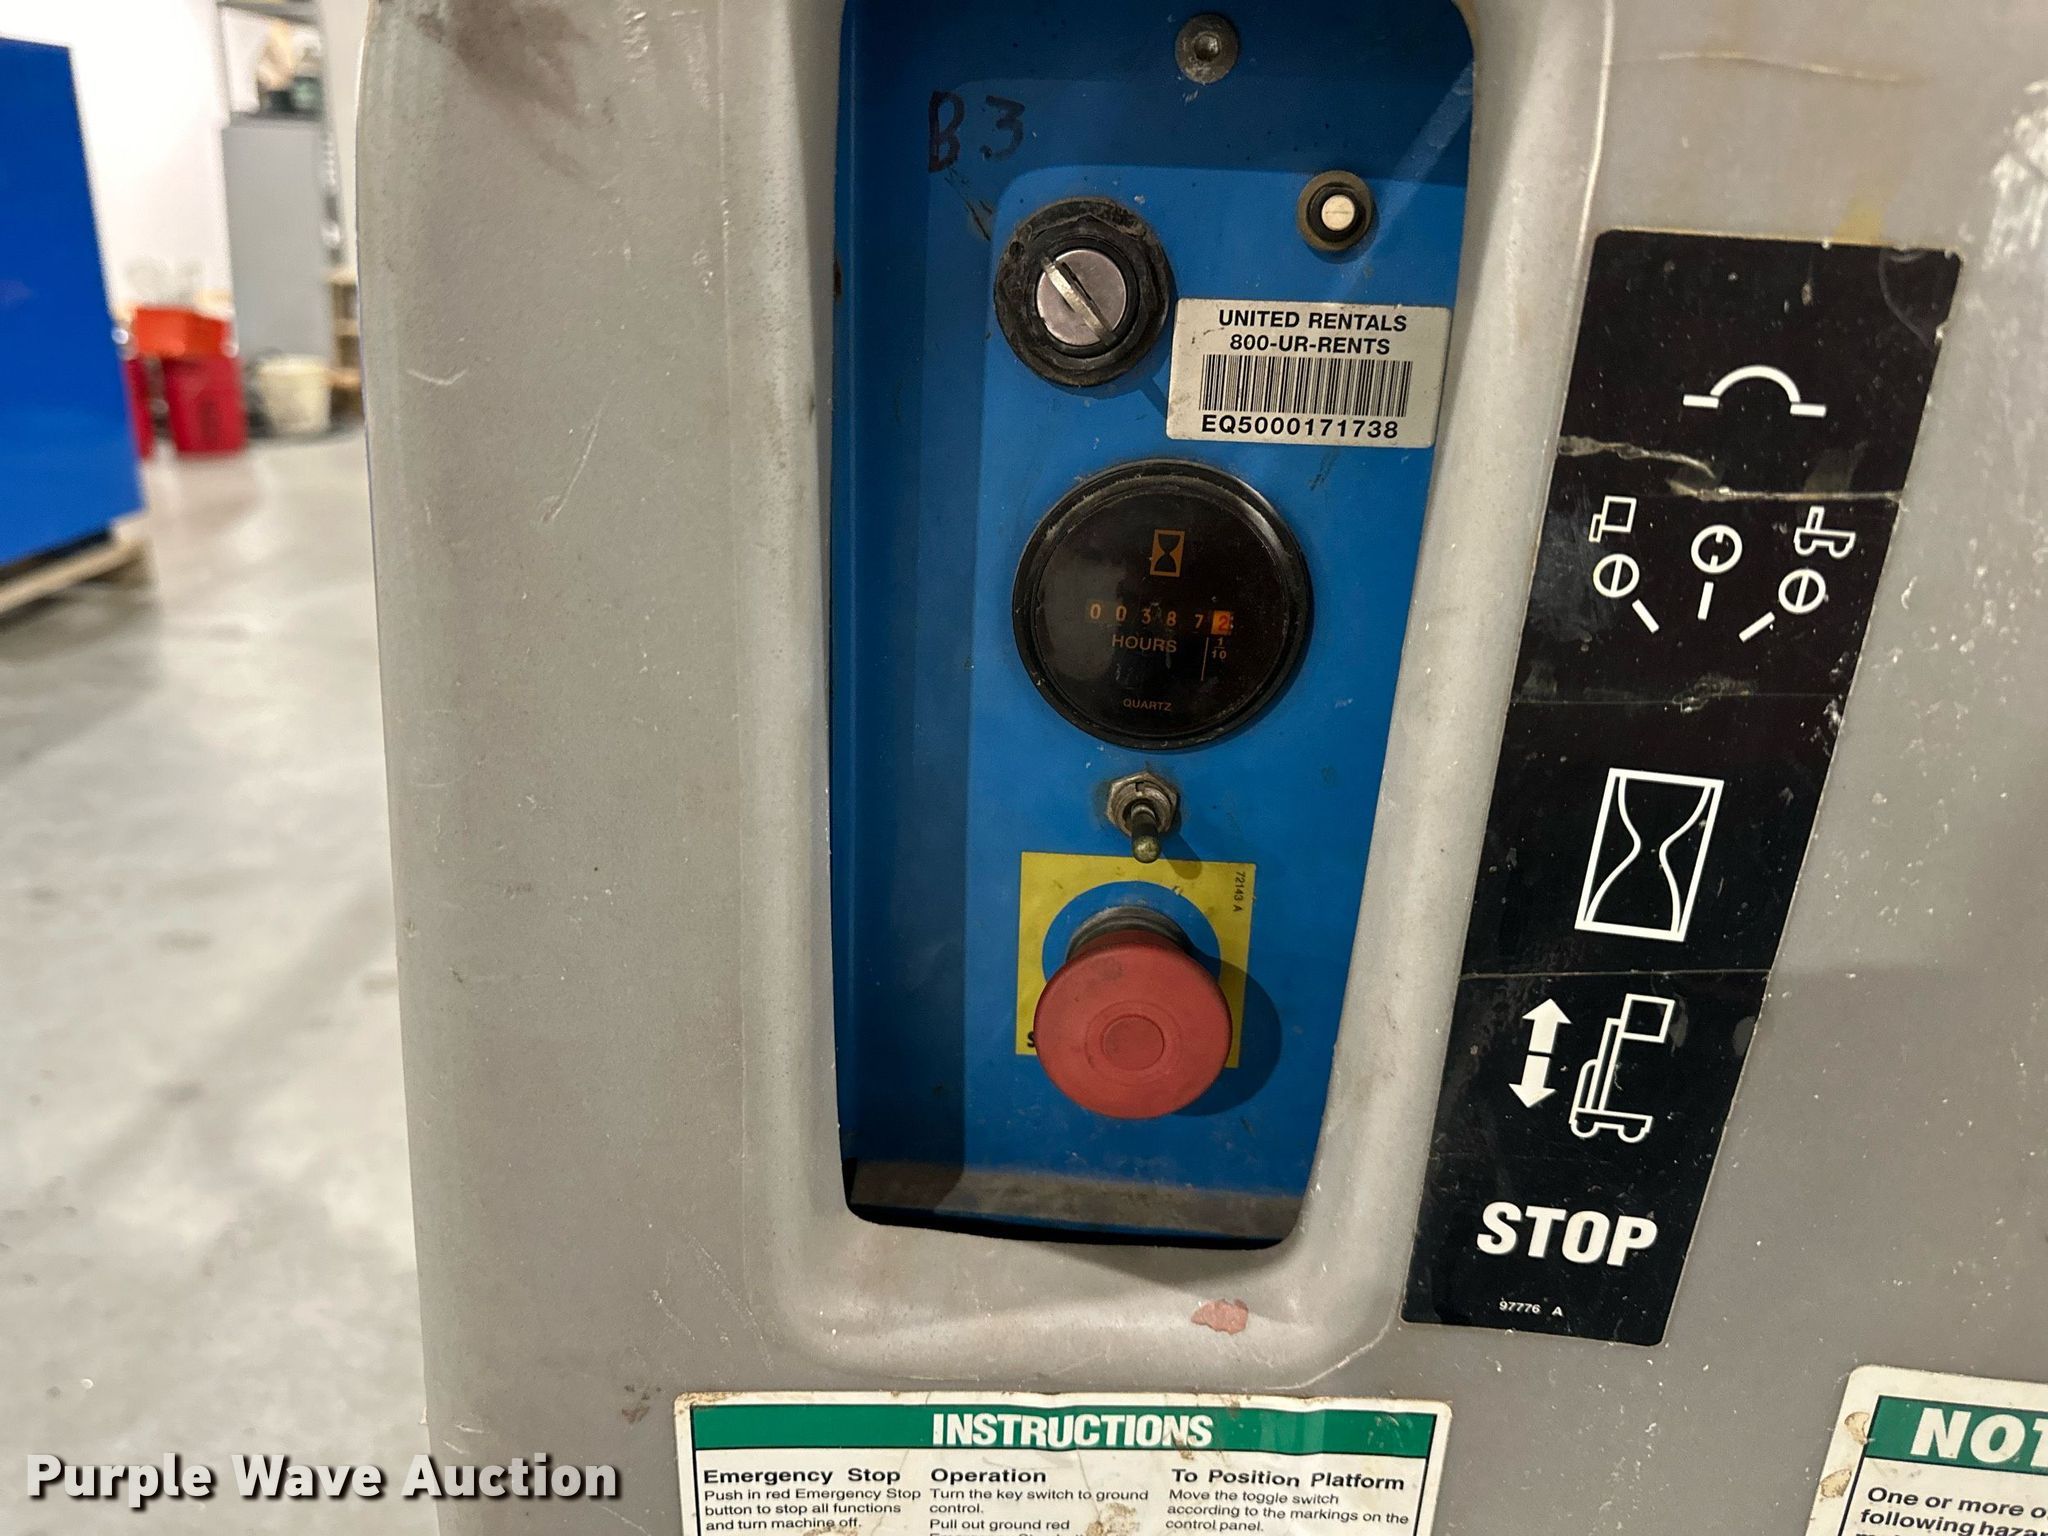 B3
UNITED RENTALS
800-UR-RENTS
EQ5000171738
00387 2
HOURS
1
10
QUARTZ
72143 A
S
STOP
97776 A
INSTRUCTIONS
Emergency Stop
Push in red Emergency Stop
button to stop all functions
and turn machine off.
Operation
Turn the key switch to ground
control.
Pull out ground red
To Position Platform
Move the toggle switch
according to the markings on the
control panel.
NOT
One or more o
following haza
Purple Wave Auction